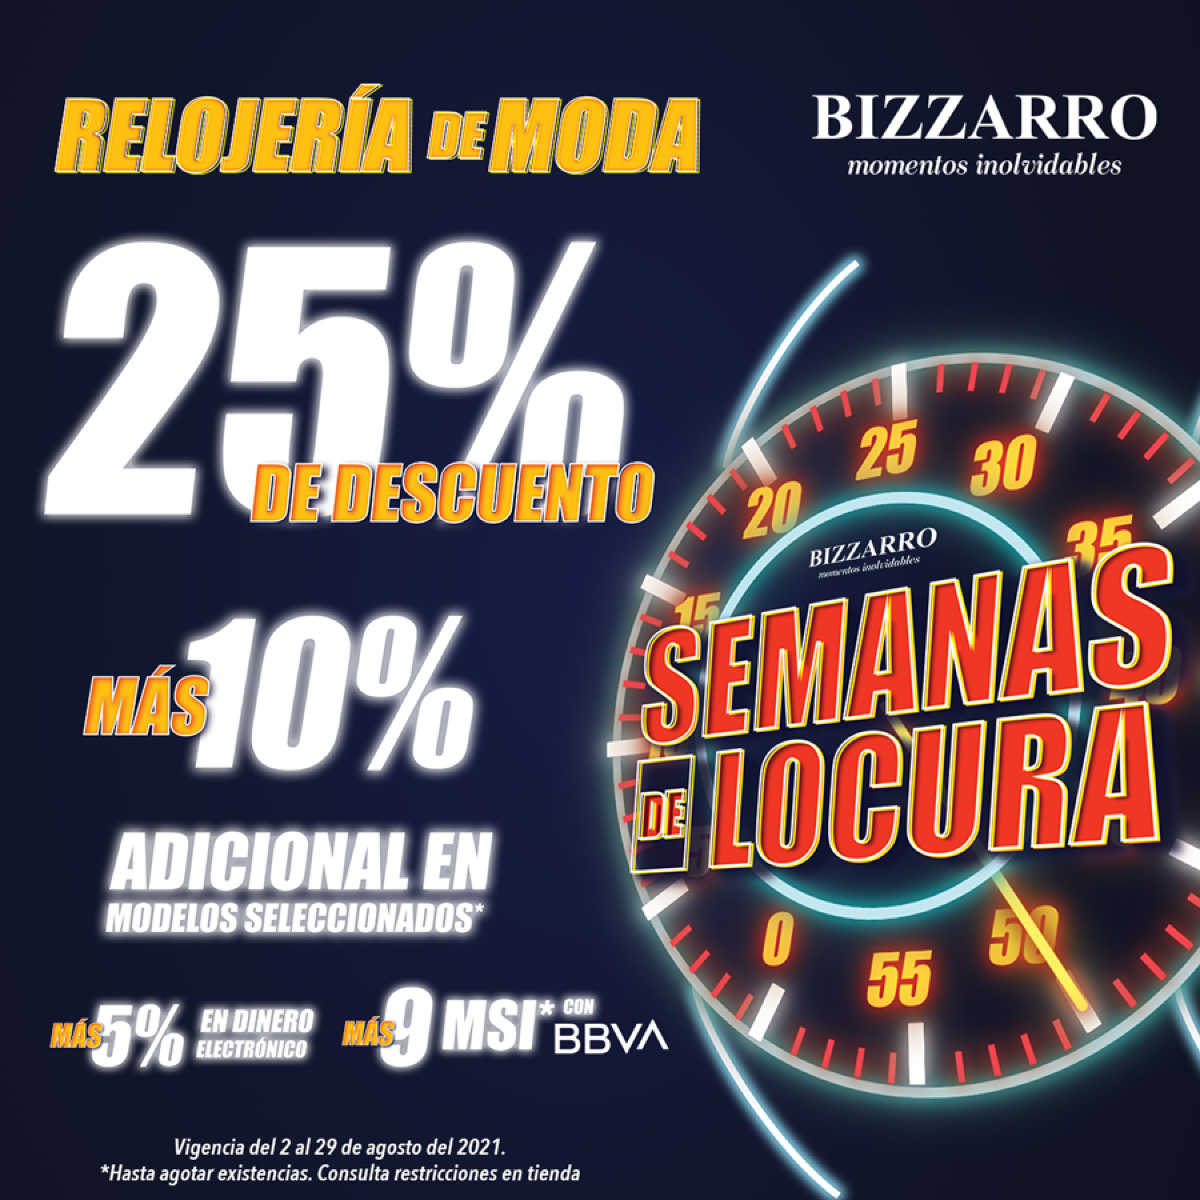 RELOJERÍA DE MODA
BIZZARRO
momentos inolvidables
25%
DE DESCUENTO
MÁS 10%
ADICIONAL EN
MODELOS SELECCIONADOS*
MÁS 5% EN DINERO
ELECTRÓNICO
MÁS 9 MSI* CON
BBVA
Vigencia del 2 al 29 de agosto del 2021.
*Hasta agotar existencias. Consulta restricciones en tienda
25
30
20
35
15
BIZZARRO
momentos inolvidables
SEMANAS
DE LOCURA
40
0
55
50